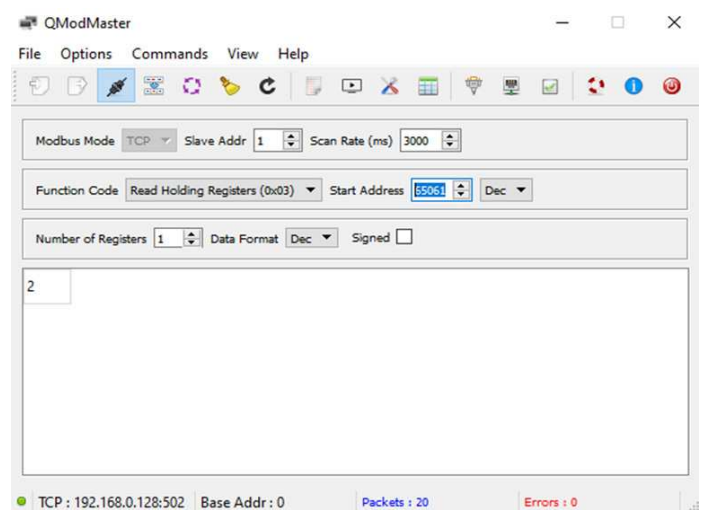 QModMaster
File Options Commands View Help
Modbus Mode TCP Slave Addr 1 Scan Rate (ms) 3000
Function Code Read Holding Registers (0x03) Start Address 65061 Dec
Number of Registers 1 Data Format Dec Signed
2
TCP : 192.168.0.128:502 Base Addr : 0 Packets : 20 Errors : 0